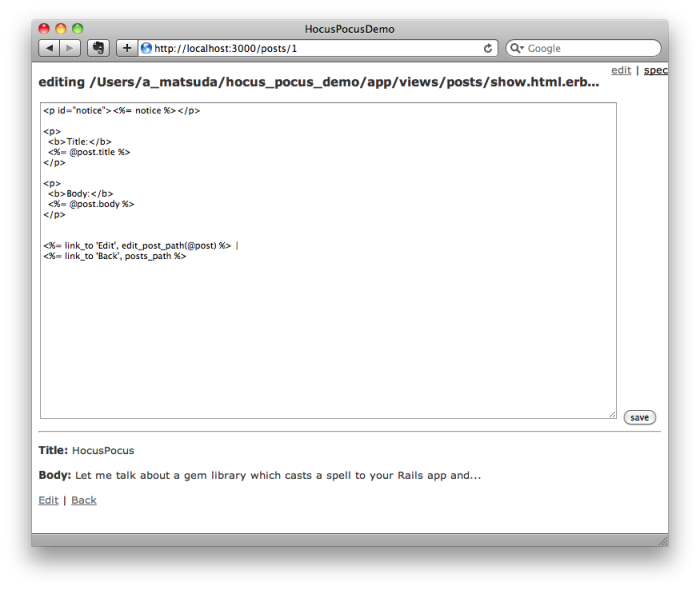 HocusPocusDemo
http://localhost:3000/posts/1
Google
edit | spec
editing /Users/a_matsuda/hocus_pocus_demo/app/views/posts/show.html.erb...
<p id="notice"><%= notice %></p>
<p>
<b>Title:</b>
<%= @post.title %>
</p>
<p>
<b>Body:</b>
<%= @post.body %>
</p>
<%= link_to 'Edit', edit_post_path(@post) %> |
<%= link_to 'Back', posts_path %>
save
Title: HocusPocus
Body: Let me talk about a gem library which casts a spell to your Rails app and...
Edit | Back